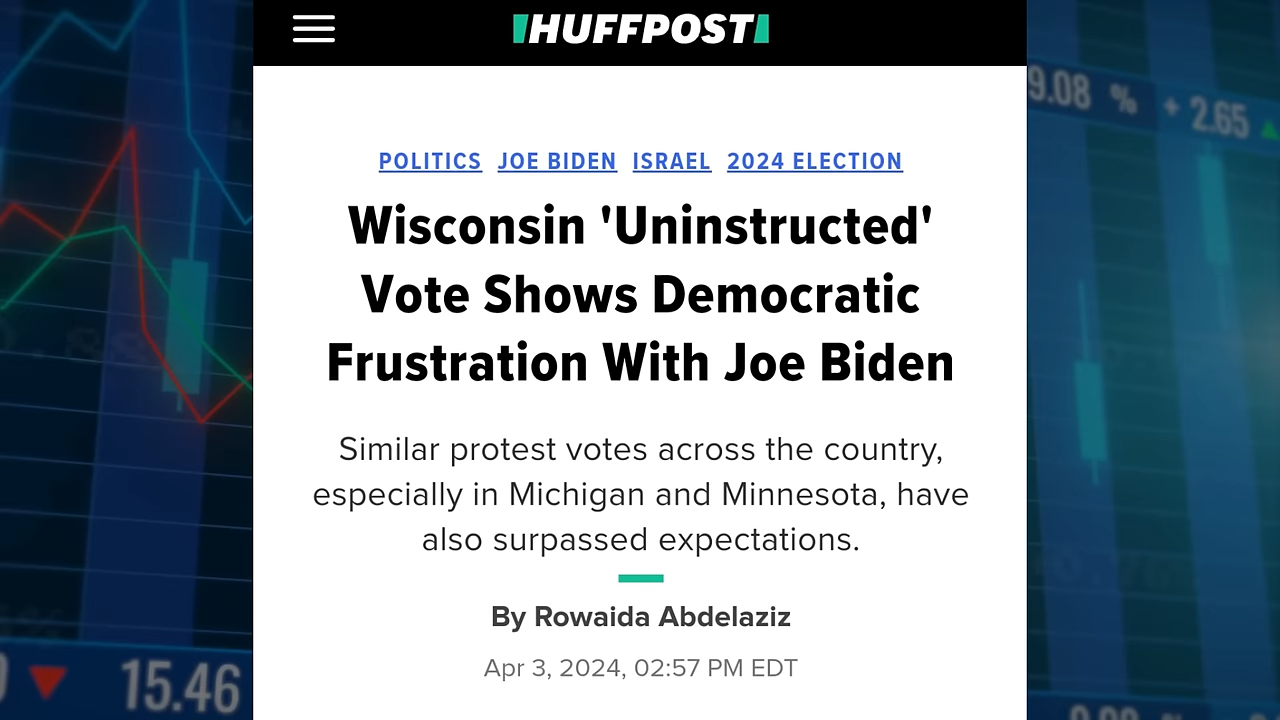 HUFFPOST
POLITICS JOE BIDEN ISRAEL 2024 ELECTION
Wisconsin 'Uninstructed'
Vote Shows Democratic
Frustration With Joe Biden
Similar protest votes across the country,
especially in Michigan and Minnesota, have
also surpassed expectations.
By Rowaida Abdelaziz
Apr 3, 2024, 02:57 PM EDT
9.08 % + 2.65
15.46